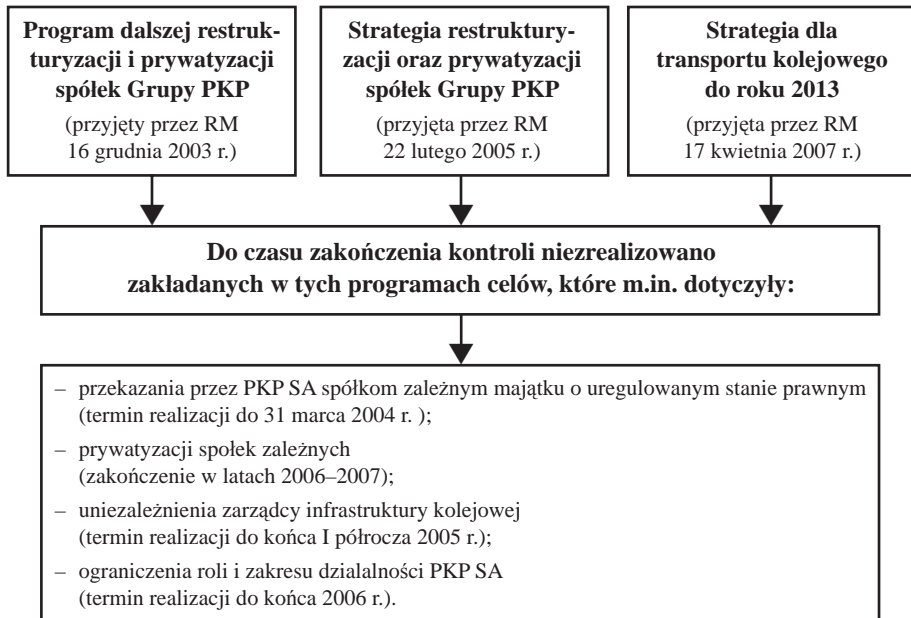 Program dalszej restruk-
turyzacji i prywatyzacji
spółek Grupy PKP
(przyjęty przez RM
16 grudnia 2003 r.)
Strategia restruktury-
zacji oraz prywatyzacji
spółek Grupy PKP
(przyjęta przez RM
22 lutego 2005 r.)
Strategia dla
transportu kolejowego
do roku 2013
(przyjęta przez RM
17 kwietnia 2007 r.)
Do czasu zakończenia kontroli niezrealizowano
zakładanych w tych programach celów, które m.in. dotyczyły:
– przekazania przez PKP SA spółkom zależnym majątku o uregulowanym stanie prawnym
(termin realizacji do 31 marca 2004 r. );
– prywatyzacji społek zależnych
(zakończenie w latach 2006–2007);
– uniezależnienia zarządcy infrastruktury kolejowej
(termin realizacji do końca I półrocza 2005 r.);
– ograniczenia roli i zakresu dzialalności PKP SA
(termin realizacji do końca 2006 r.).